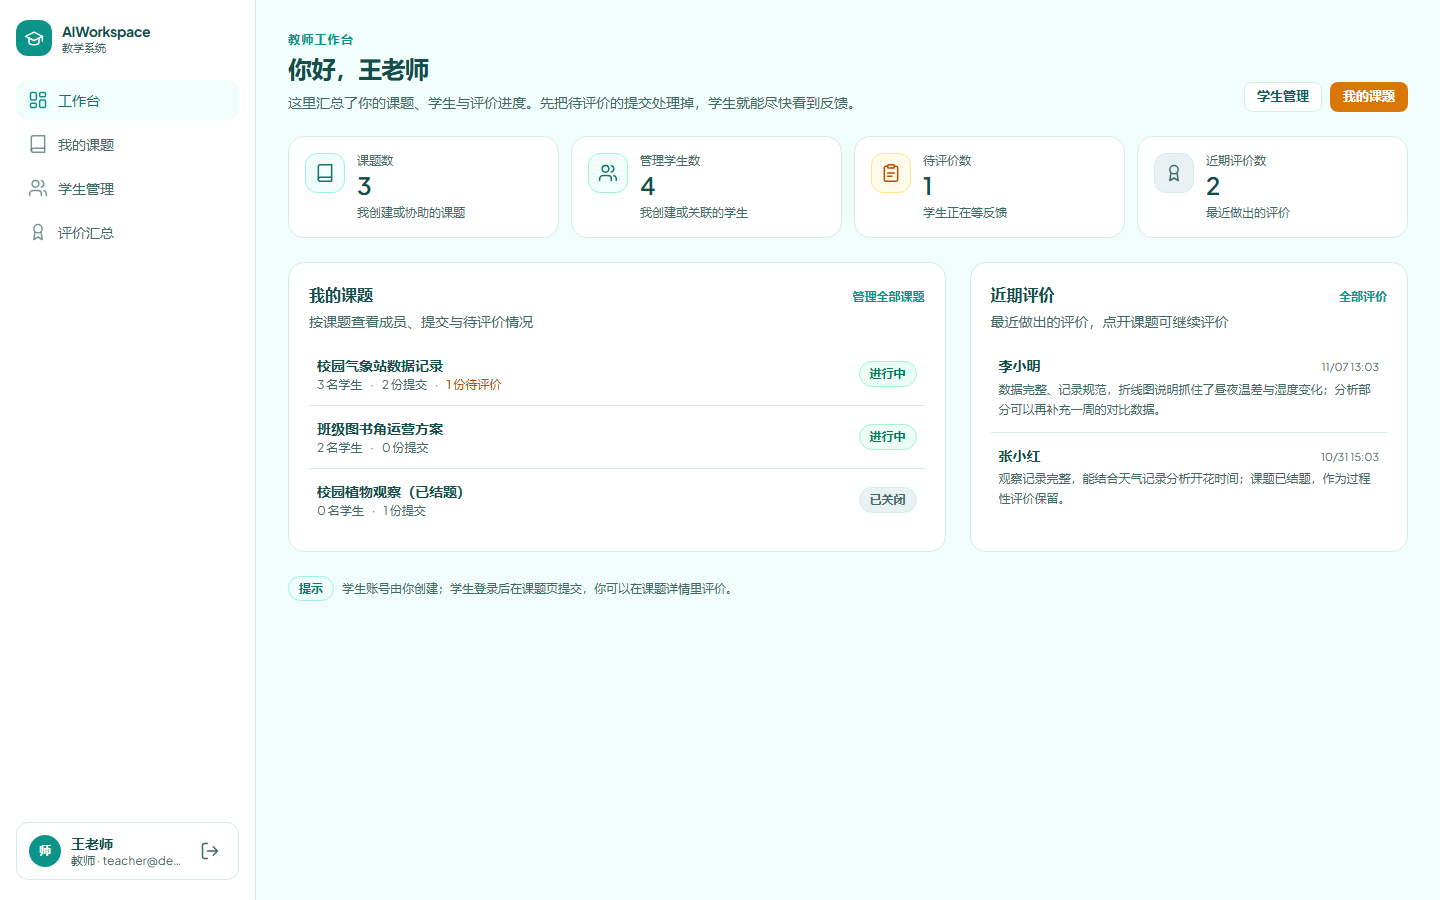 AIWorkspace
教学系统
工作台
我的课题
学生管理
评价汇总
王老师
教师 · teacher@de...
师
教师工作台
你好，王老师
这里汇总了你的课题、学生与评价进度。先把待评价的提交处理掉，学生就能尽快看到反馈。
学生管理
我的课题
课题数
3
我创建或协助的课题
管理学生数
4
我创建或关联的学生
待评价数
1
学生正在等反馈
近期评价数
2
最近做出的评价
我的课题
管理全部课题
按课题查看成员、提交与待评价情况
校园气象站数据记录
3 名学生 · 2 份提交 · 1 份待评价
进行中
班级图书角运营方案
2 名学生 · 0 份提交
进行中
校园植物观察（已结题）
0 名学生 · 1 份提交
已关闭
近期评价
全部评价
最近做出的评价，点开课题可继续评价
李小明
11/07 13:03
数据完整、记录规范，折线图说明抓住了昼夜温差与湿度变化；分析部
分可以再补充一周的对比数据。
张小红
10/31 15:03
观察记录完整，能结合天气记录分析开花时间；课题已结题，作为过程
性评价保留。
提示
学生账号由你创建；学生登录后在课题页提交，你可以在课题详情里评价。